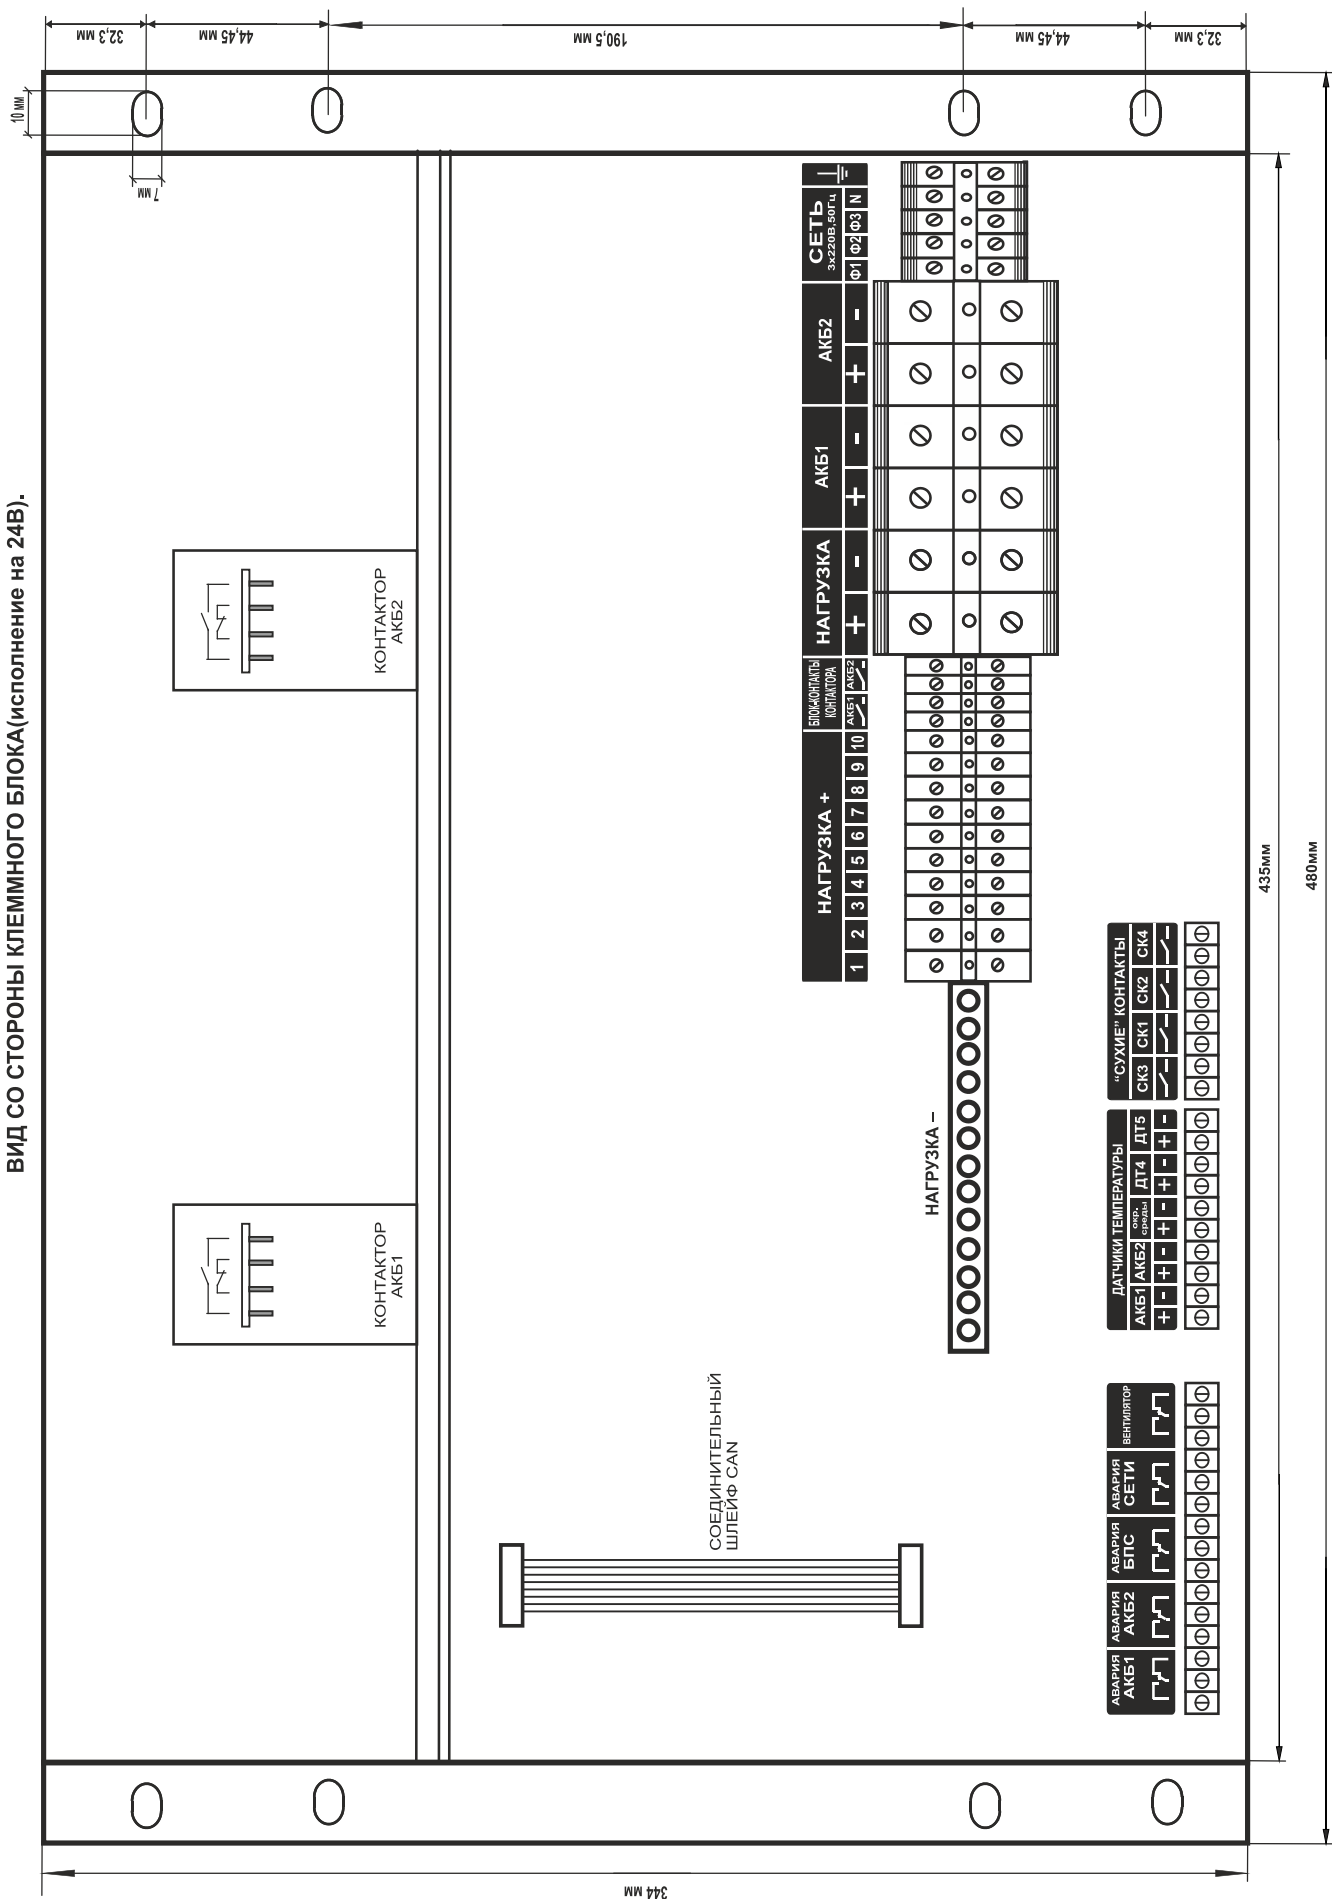 ВИД СО СТОРОНЫ КЛЕММНОГО БЛОКА(исполнение на 24В).
КОНТАКТОР
АКБ1
КОНТАКТОР
АКБ2
СОЕДИНИТЕЛЬНЫЙ
ШЛЕЙФ CAN
НАГРУЗКА –
НАГРУЗКА +
1 2 3 4 5 6 7 8 9 10
БЛОК-КОНТАКТЫ
КОНТАКТОРА
АКБ1 АКБ2
НАГРУЗКА
+ -
АКБ1
+ -
АКБ2
+ -
СЕТЬ
3х220В,50Гц
Ф1 Ф2 Ф3 N
АВАРИЯ
АКБ1
АВАРИЯ
АКБ2
АВАРИЯ
БПС
АВАРИЯ
СЕТИ
ВЕНТИЛЯТОР
ДАТЧИКИ ТЕМПЕРАТУРЫ
АКБ1 АКБ2 окр. среды ДТ4 ДТ5
+ - + - + - + - + -
"СУХИЕ" КОНТАКТЫ
СК3 СК1 СК2 СК4
435мм
480мм
344 мм
32,3 мм
44,45 мм
190,5 мм
44,45 мм
32,3 мм
10 мм
7 мм